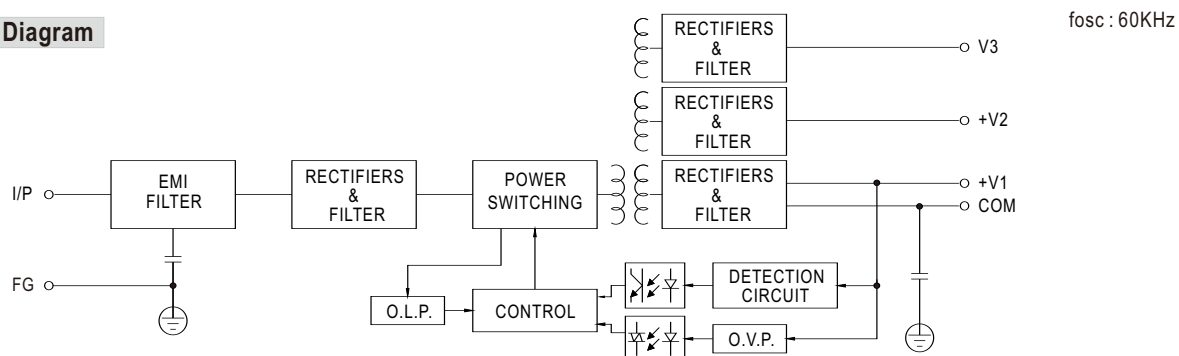 Diagram
fosc : 60KHz
RECTIFIERS
&
FILTER
V3
RECTIFIERS
&
FILTER
+V2
I/P
EMI
FILTER
RECTIFIERS
&
FILTER
POWER
SWITCHING
RECTIFIERS
&
FILTER
+V1
COM
FG
O.L.P.
CONTROL
DETECTION
CIRCUIT
O.V.P.